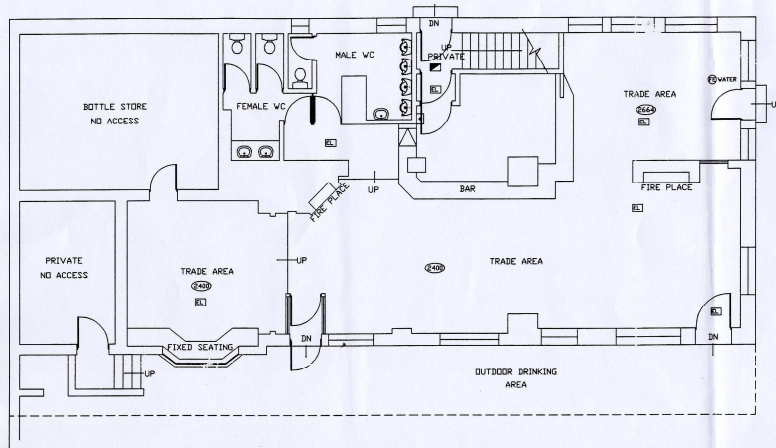 DN
UP
PRIVATE
EL
MALE WC
FEMALE WC
BOTTLE STORE
NO ACCESS
TRADE AREA
2664
EL
FE WATER
UP
EL
UP
BAR
FIRE PLACE
FIRE PLACE
EL
PRIVATE
NO ACCESS
TRADE AREA
2400
EL
UP
2400
TRADE AREA
EL
DN
DN
FIXED SEATING
UP
OUTDOOR DRINKING
AREA